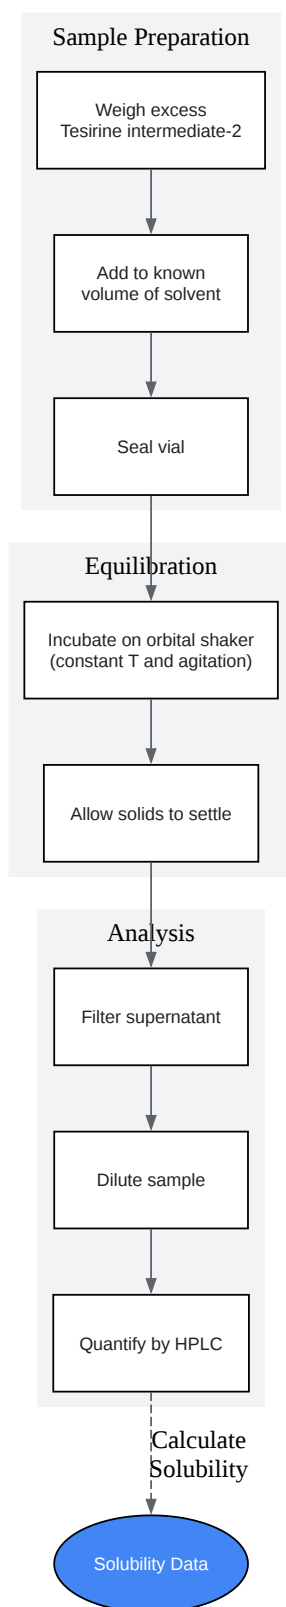 Sample Preparation
Weigh excess
Tesirine intermediate-2
Add to known
volume of solvent
Seal vial
Equilibration
Incubate on orbital shaker
(constant T and agitation)
Allow solids to settle
Analysis
Filter supernatant
Dilute sample
Quantify by HPLC
Calculate
Solubility
Solubility Data